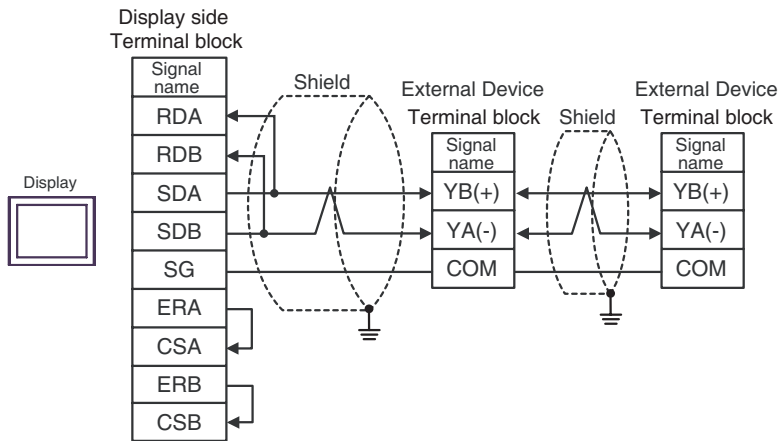 Display side
Terminal block
Signal
name
RDA
RDB
SDA
SDB
SG
ERA
CSA
ERB
CSB
Display
Shield
External Device
Terminal block
Signal
name
YB(+)
YA(-)
COM
Shield
External Device
Terminal block
Signal
name
YB(+)
YA(-)
COM